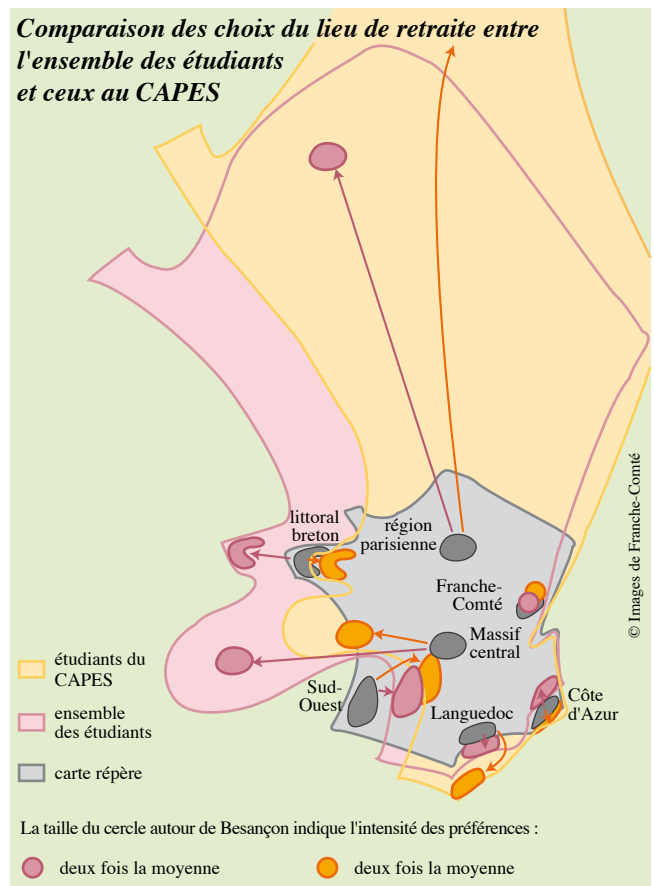 Comparaison des choix du lieu de retraite entre
l'ensemble des étudiants
et ceux au CAPES
littoral
breton
région
parisienne
Franche-
Comté
Massif
central
Sud-
Ouest
Languedoc
Côte
d'Azur
© Images de Franche-Comté
étudiants du
CAPES
ensemble
des étudiants
carte répère
La taille du cercle autour de Besançon indique l'intensité des préférences :
deux fois la moyenne
deux fois la moyenne